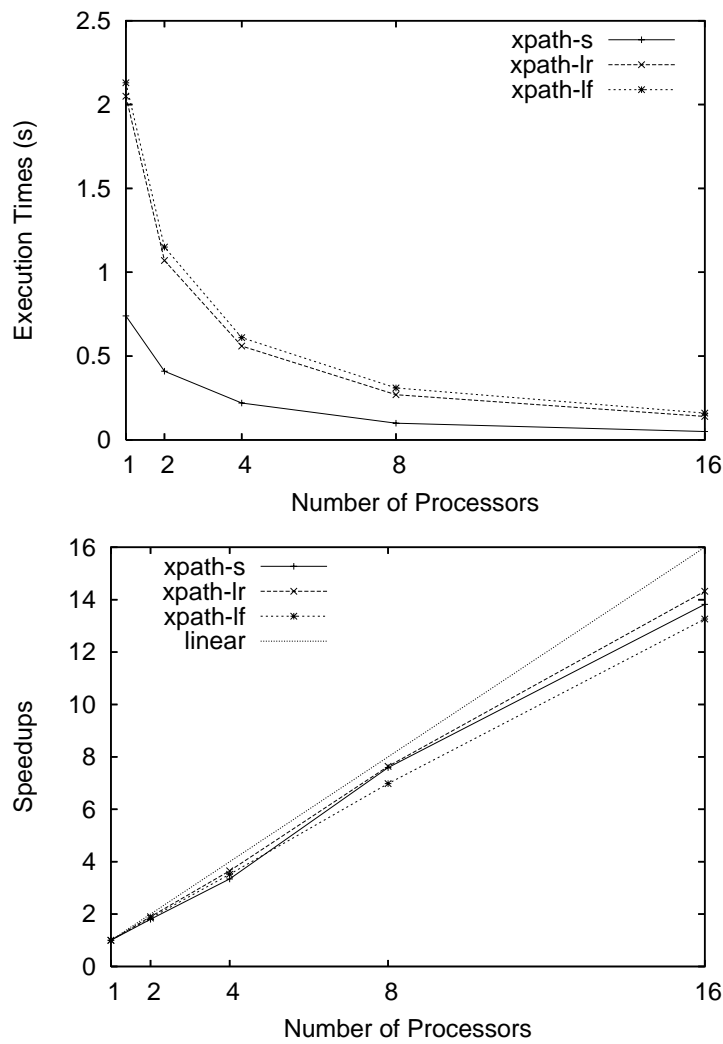 2.5
xpath-s
xpath-lr
xpath-lf
2
1.5
1
0.5
0
Execution Times (s)
1 2 4 8 16
Number of Processors
16
xpath-s
xpath-lr
xpath-lf
linear
14
12
10
8
6
4
2
0
Speedups
1 2 4 8 16
Number of Processors